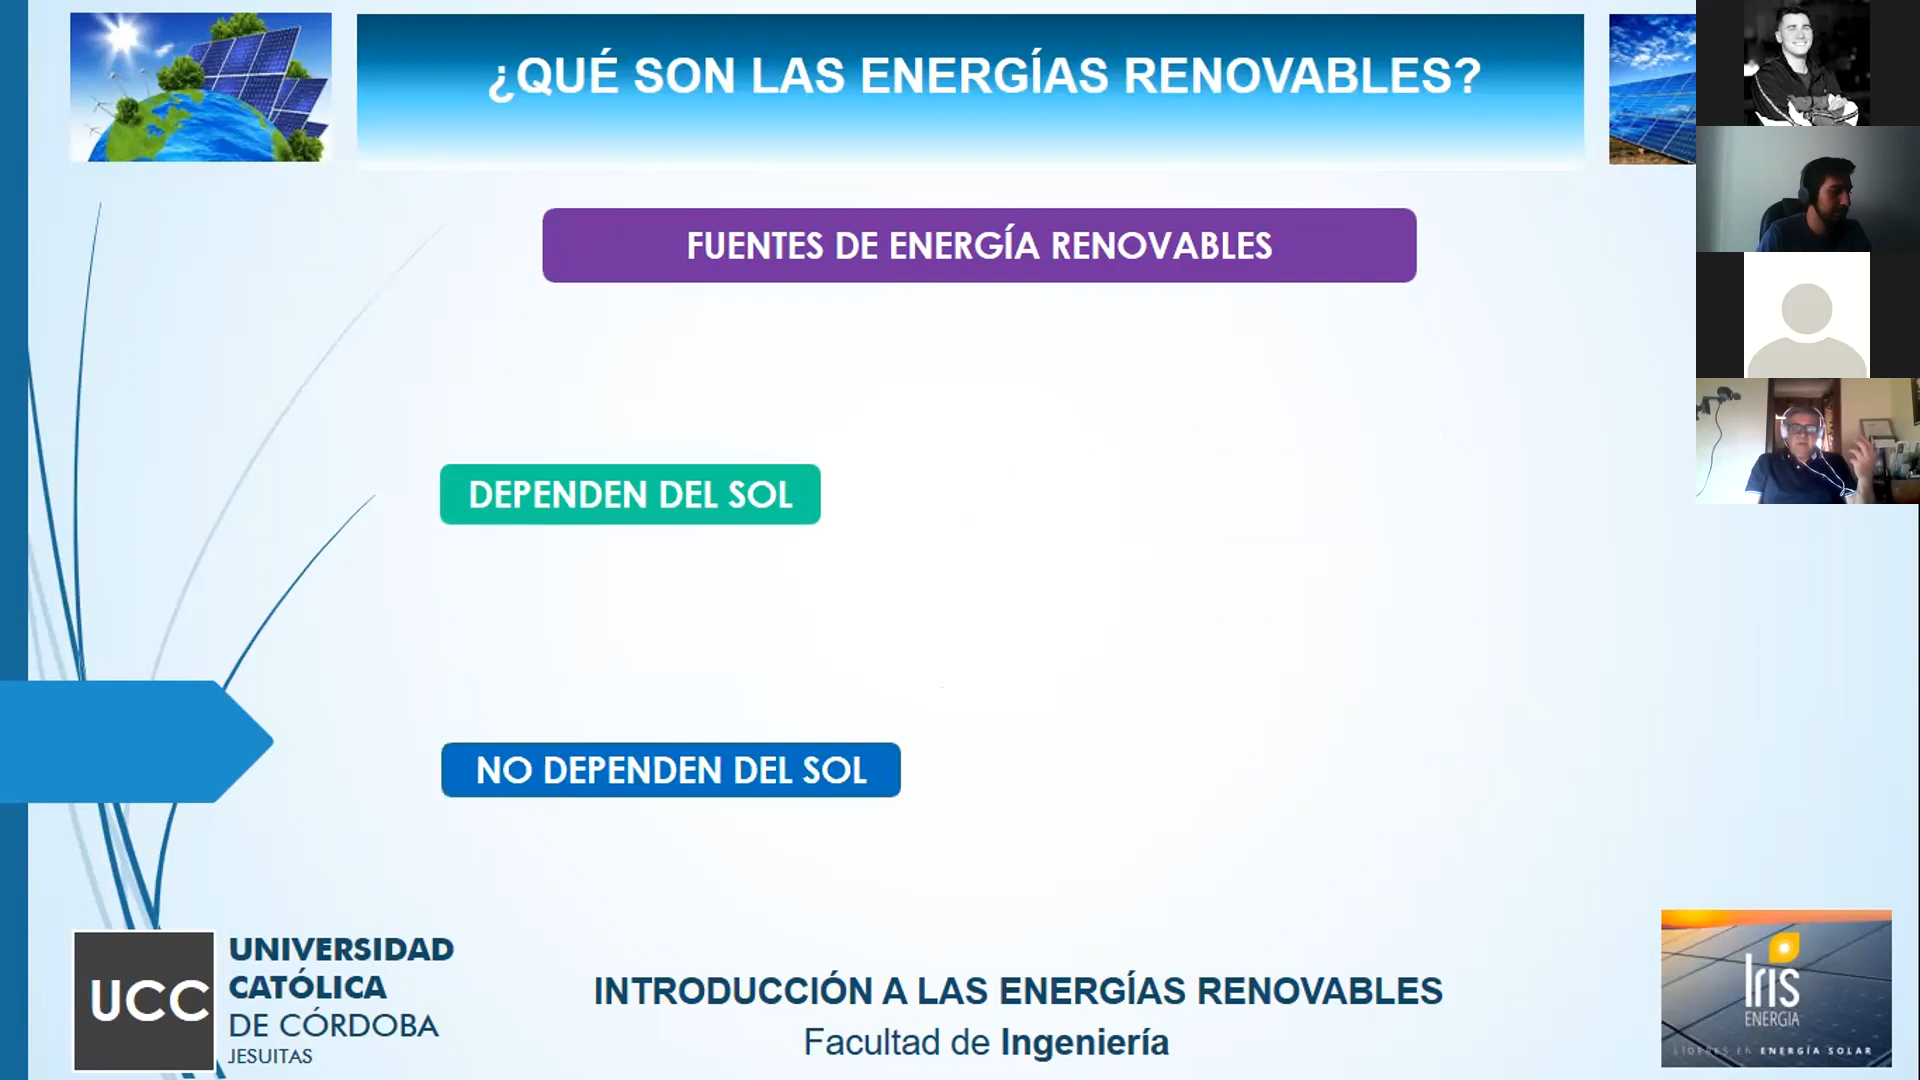 ¿QUÉ SON LAS ENERGÍAS RENOVABLES?
FUENTES DE ENERGÍA RENOVABLES
DEPENDEN DEL SOL
NO DEPENDEN DEL SOL
UCC
UNIVERSIDAD
CATÓLICA
DE CÓRDOBA
JESUITAS
INTRODUCCIÓN A LAS ENERGÍAS RENOVABLES
Facultad de Ingeniería
Iris
ENERGÍA
LÍDERES EN ENERGÍA SOLAR